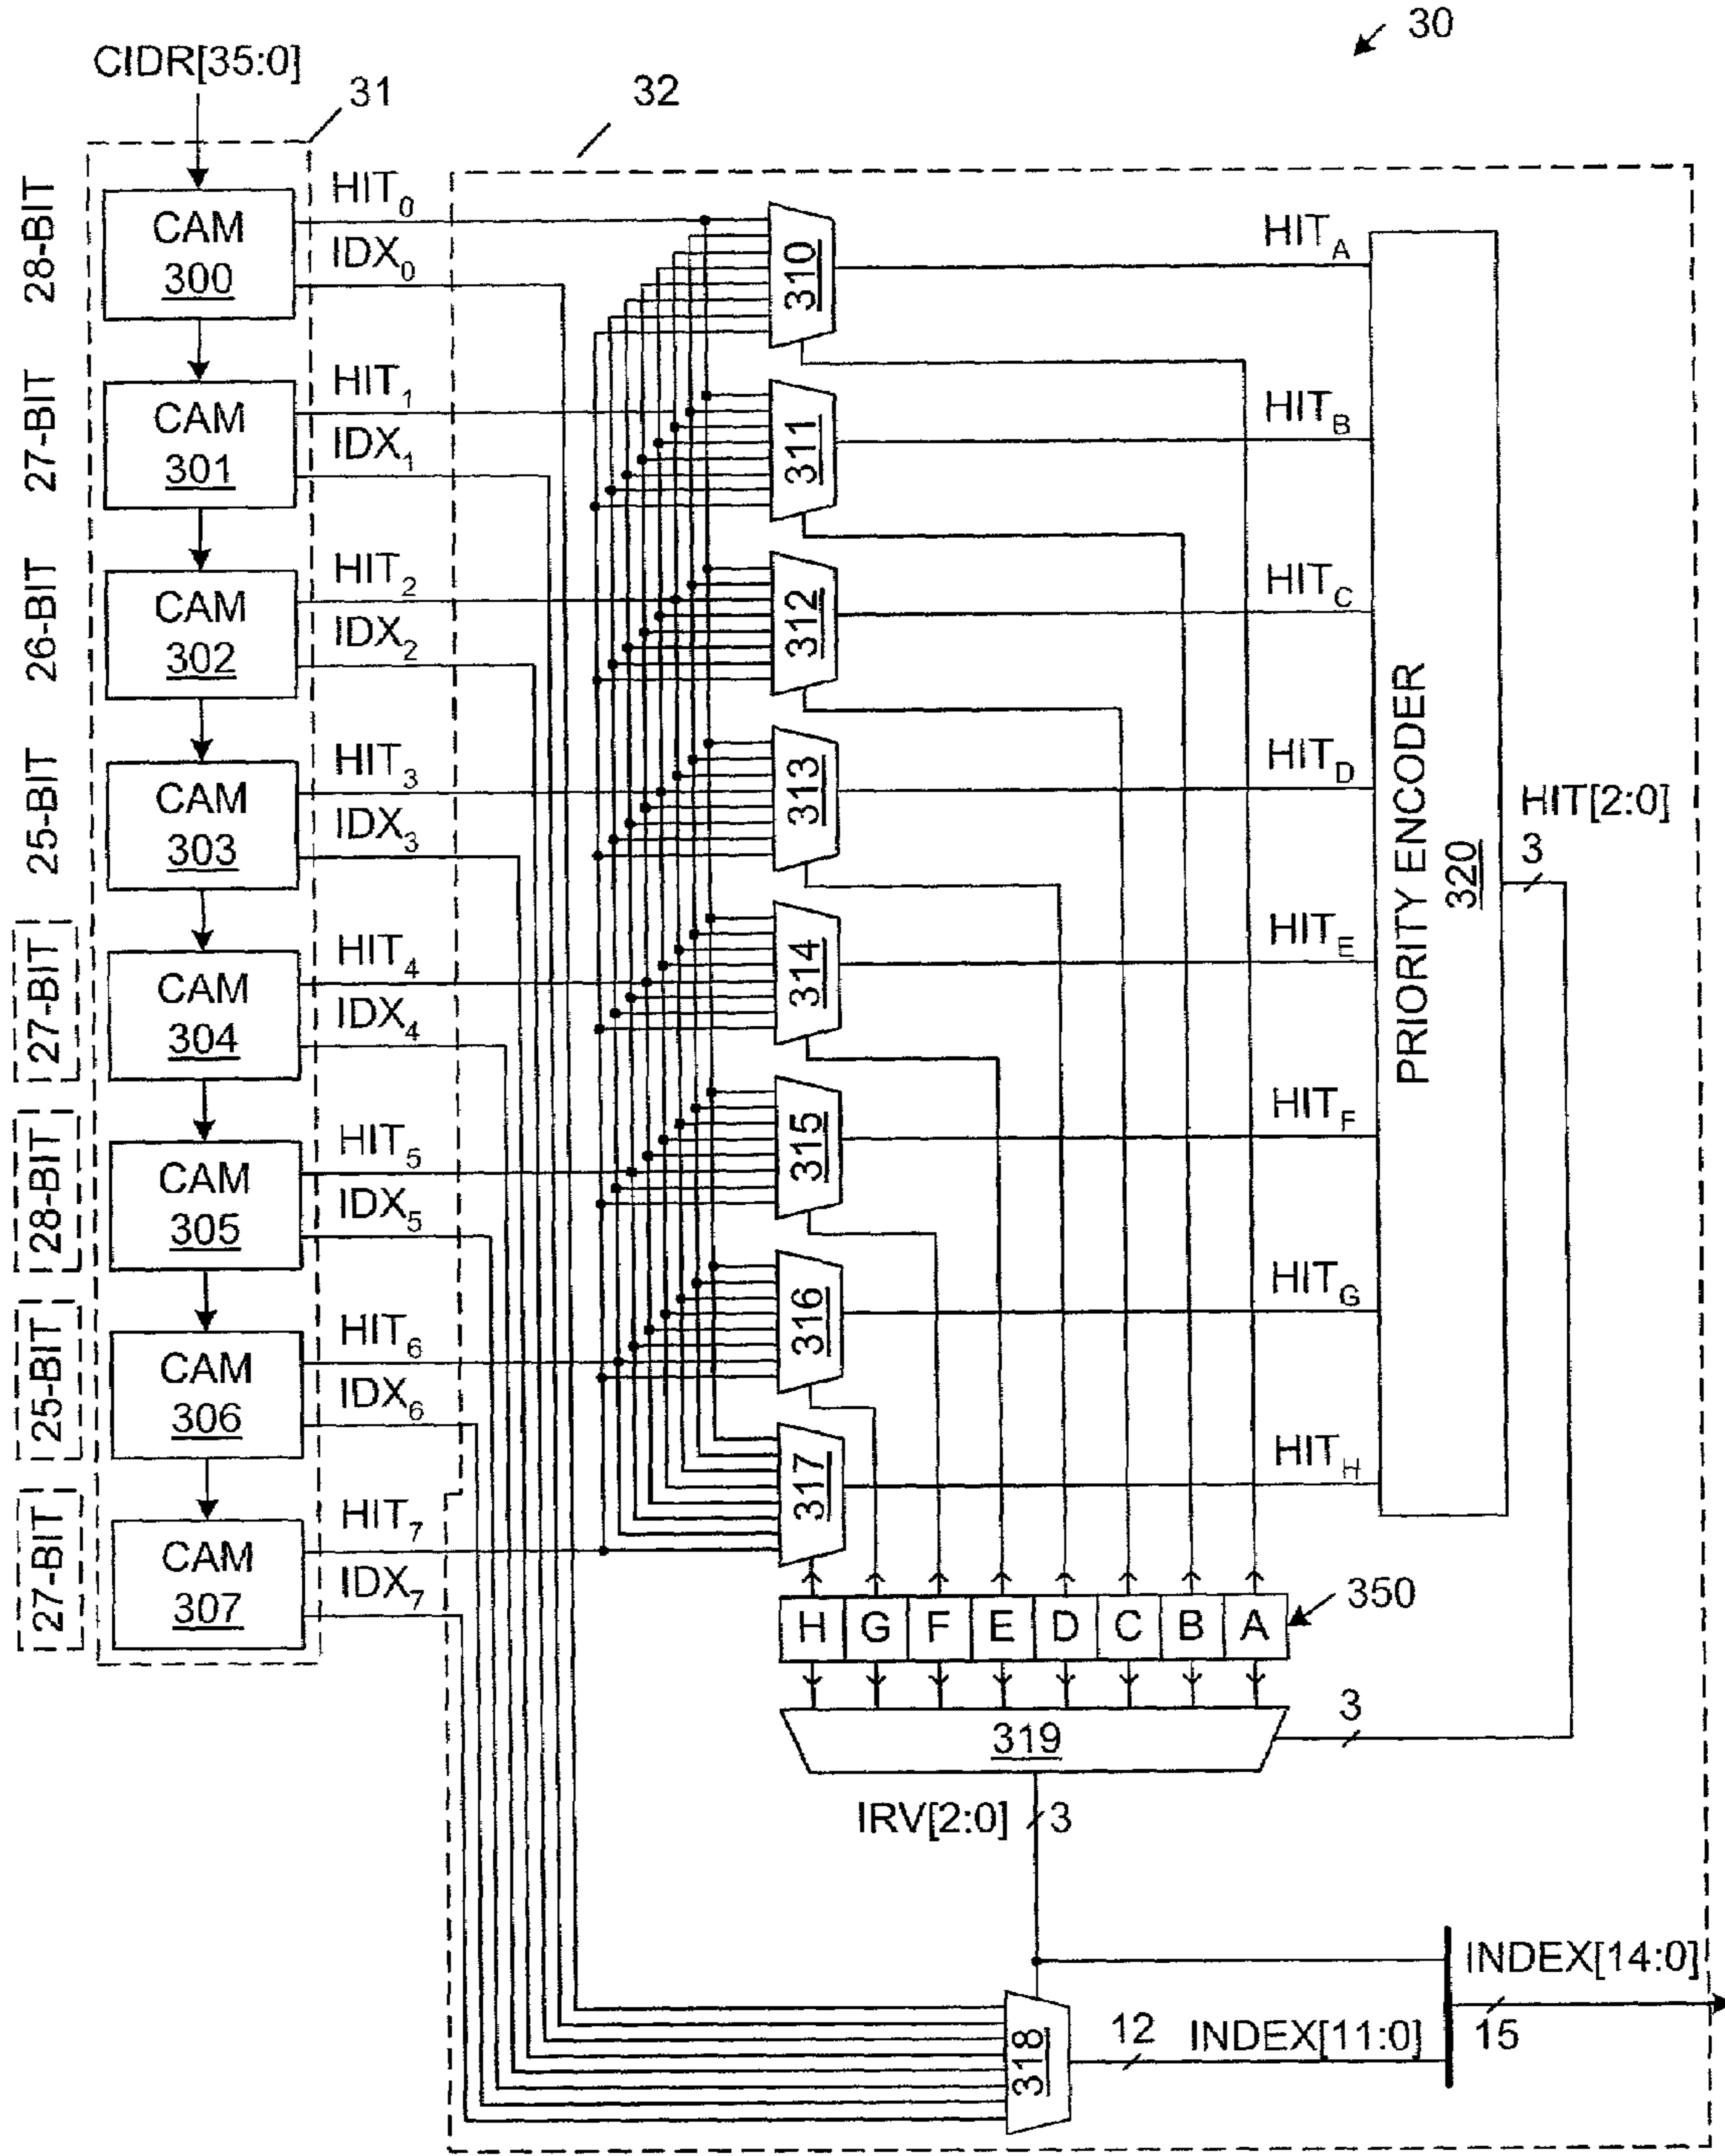 30
CIDR[35:0]
31
32
28-BIT
CAM
300
HIT0
IDX0
310
HITA
27-BIT
CAM
301
HIT1
IDX1
311
HITB
26-BIT
CAM
302
HIT2
IDX2
312
HITC
25-BIT
CAM
303
HIT3
IDX3
313
HITD
PRIORITY ENCODER
320
HIT[2:0]
3
27-BIT
CAM
304
HIT4
IDX4
314
HITE
28-BIT
CAM
305
HIT5
IDX5
315
HITF
25-BIT
CAM
306
HIT6
IDX6
316
HITG
27-BIT
CAM
307
HIT7
IDX7
317
HITH
H G F E D C B A
350
319
3
IRV[2:0] 3
318
12
INDEX[11:0]
INDEX[14:0]
15